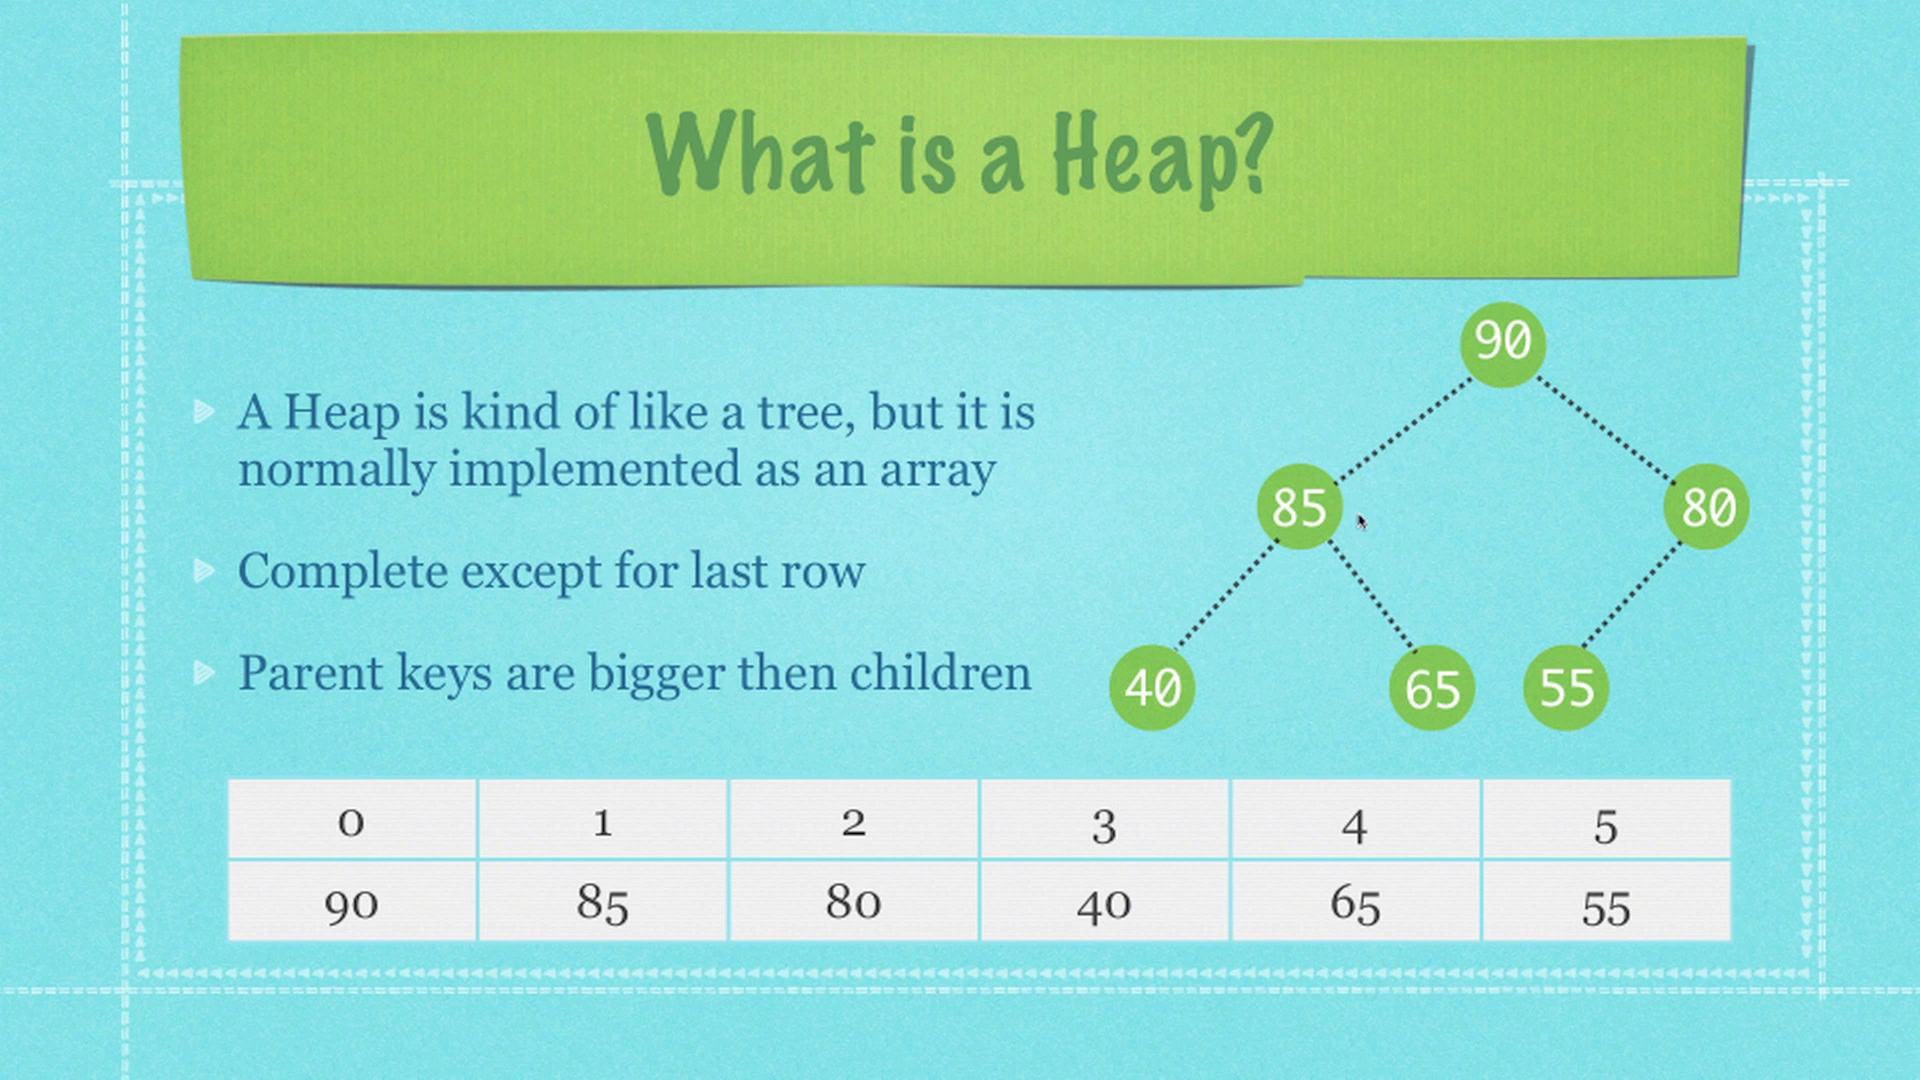 What is a Heap?
A Heap is kind of like a tree, but it is
normally implemented as an array
Complete except for last row
Parent keys are bigger then children
90
85 80
40 65 55
0 1 2 3 4 5
90 85 80 40 65 55